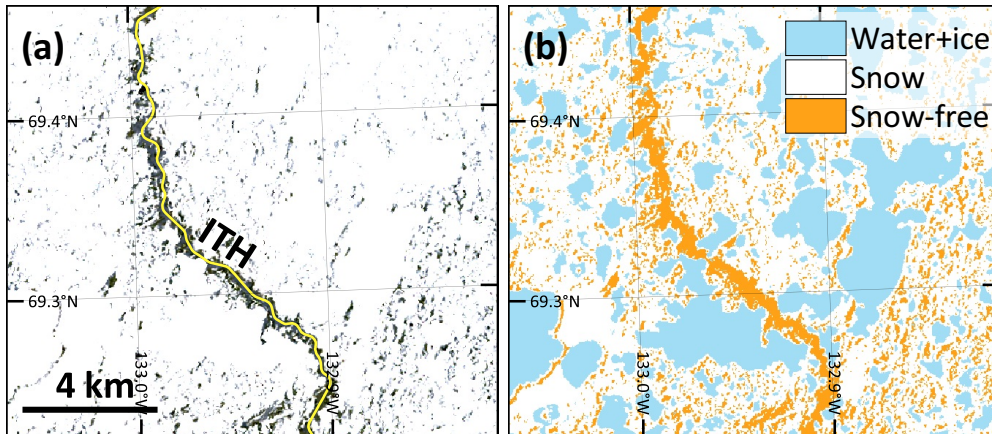 (a)
69.4°N
ITH
69.3°N
133.0°W
132.9°W
4 km
(b)
Water+ice
Snow
Snow-free
69.4°N
69.3°N
133.0°W
132.9°W